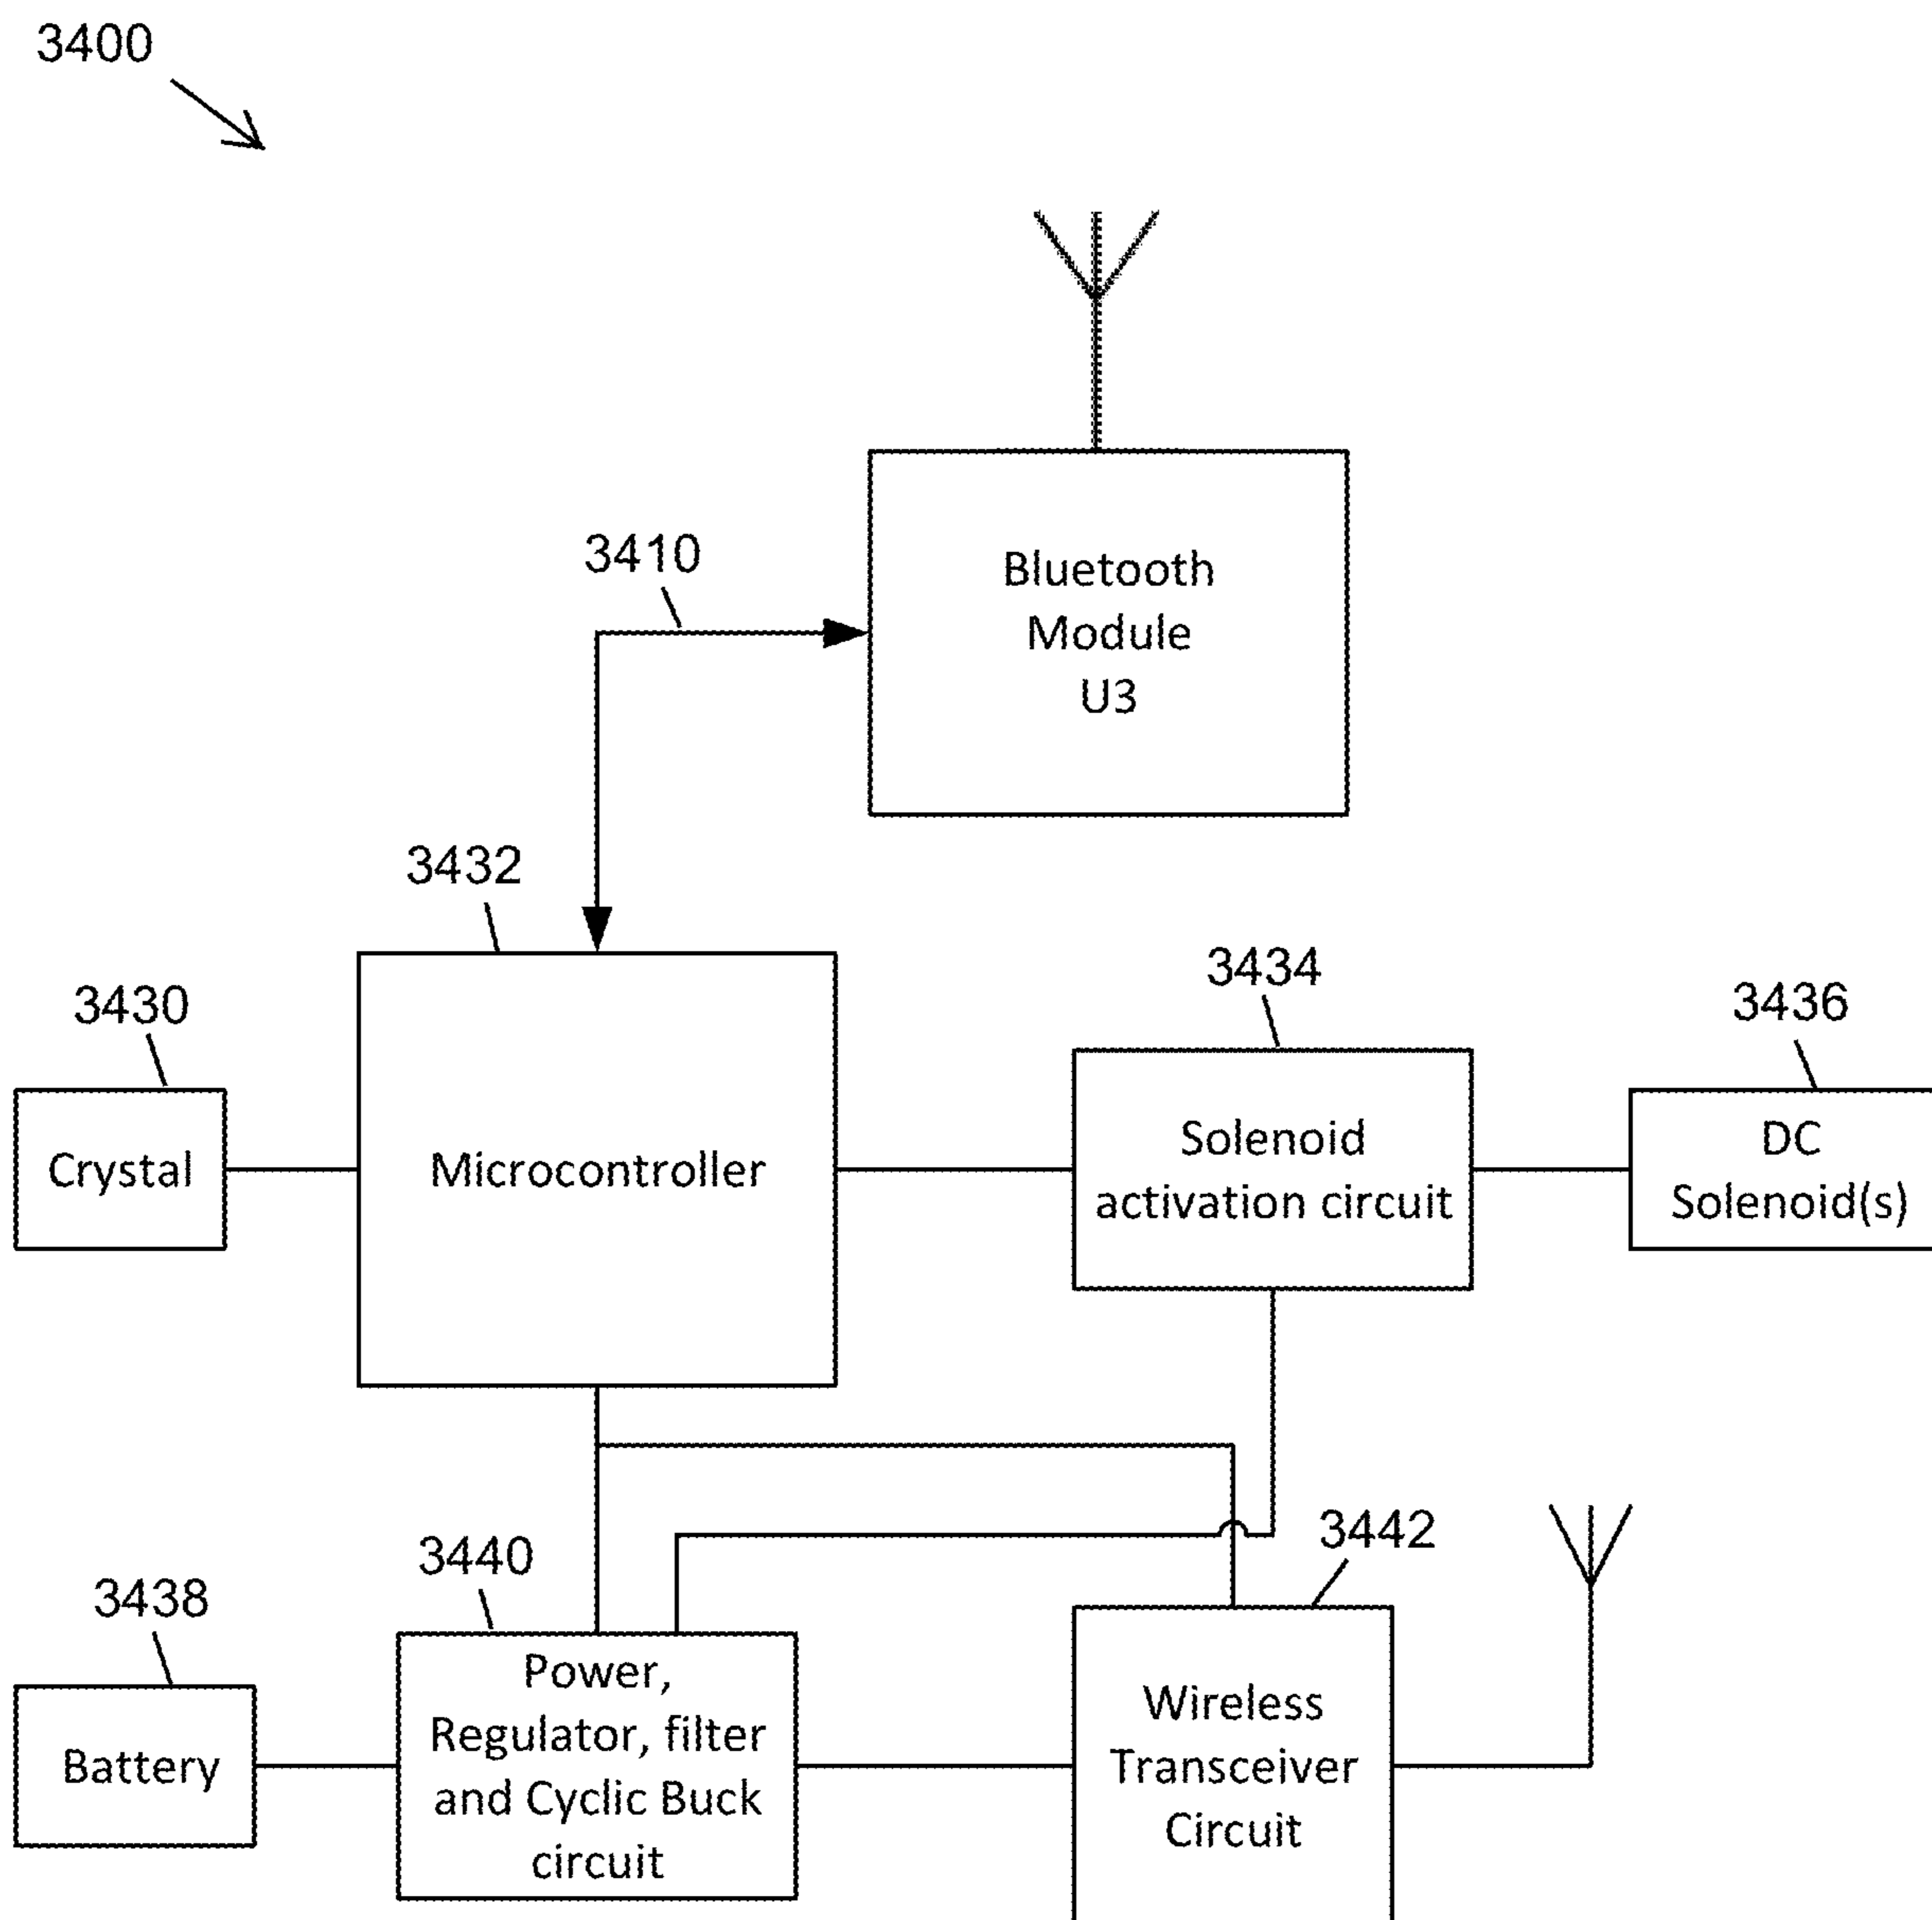 3400
3410
Bluetooth
Module
U3
3432
3430
3434
3436
Crystal
Microcontroller
Solenoid
activation circuit
DC
Solenoid(s)
3440
3442
3438
Battery
Power,
Regulator, filter
and Cyclic Buck
circuit
Wireless
Transceiver
Circuit